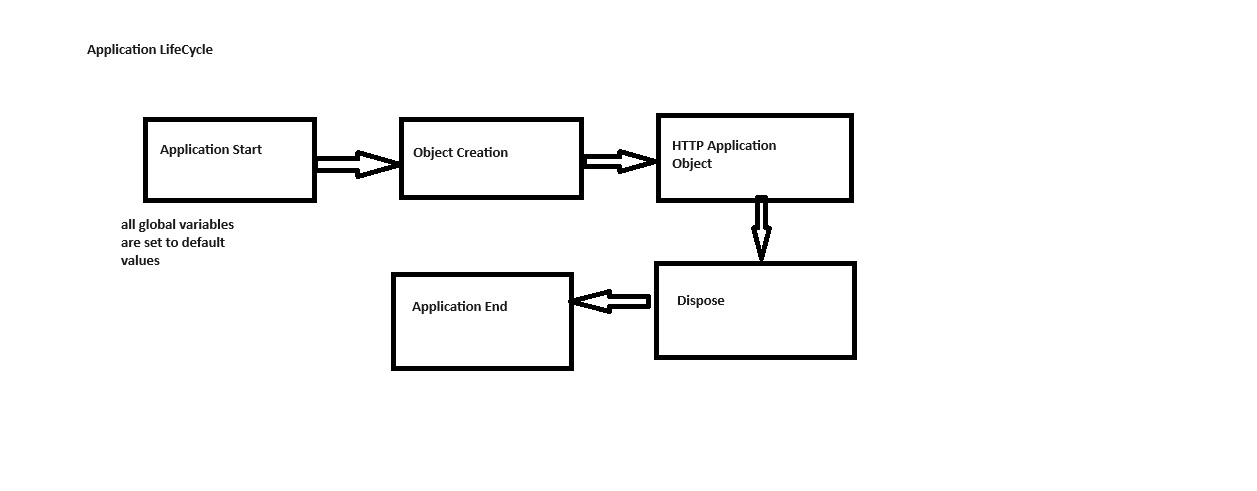 Application LifeCycle
Application Start
Object Creation
HTTP Application
Object
all global variables
are set to default
values
Application End
Dispose